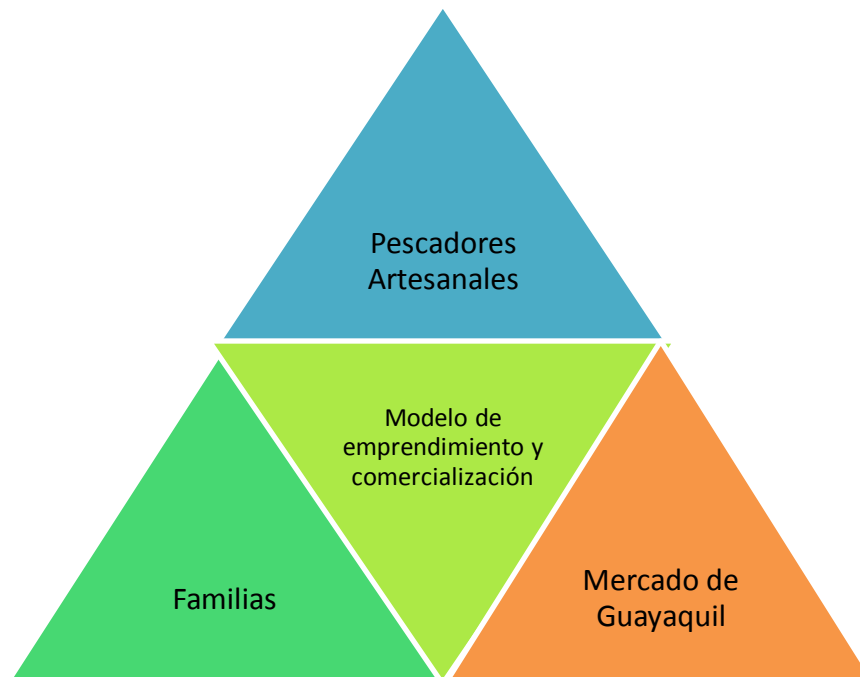 Pescadores
Artesanales
Modelo de
emprendimiento y
comercialización
Familias
Mercado de
Guayaquil